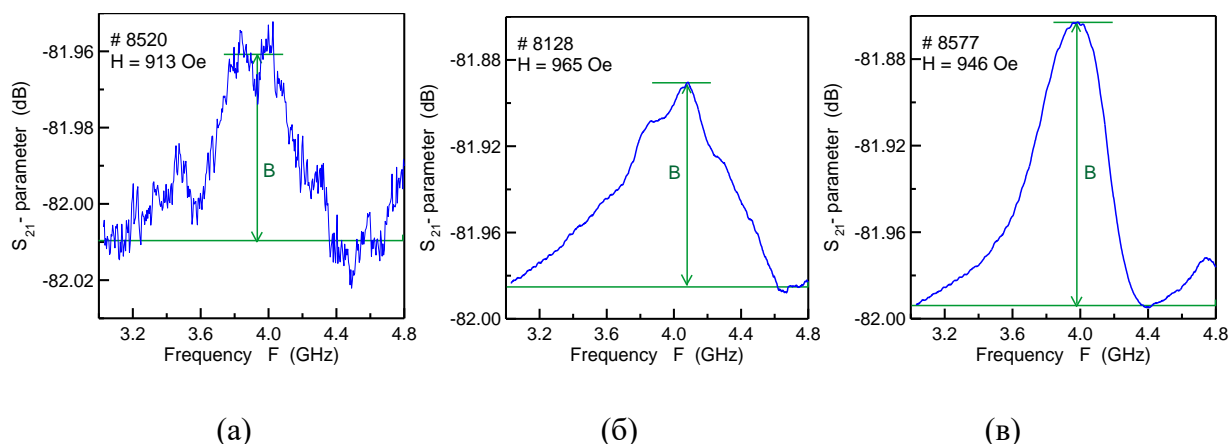 # 8520
H = 913 Oe
-81.96
-81.98
-82.00
-82.02
S21- parameter (dB)
B
3.2 3.6 4.0 4.4 4.8
Frequency F (GHz)
(а)
# 8128
H = 965 Oe
-81.88
-81.92
-81.96
-82.00
S21- parameter (dB)
B
3.2 3.6 4.0 4.4 4.8
Frequency F (GHz)
(б)
# 8577
H = 946 Oe
-81.88
-81.92
-81.96
-82.00
S21- parameter (dB)
B
3.2 3.6 4.0 4.4 4.8
Frequency F (GHz)
(в)